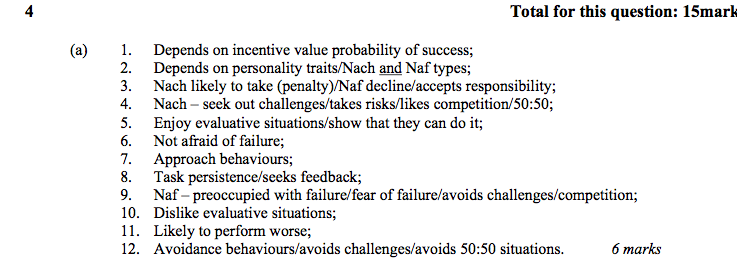 4 Total for this question: 15mark
(a) 1. Depends on incentive value probability of success;
2. Depends on personality traits/Nach and Naf types;
3. Nach likely to take (penalty)/Naf decline/accepts responsibility;
4. Nach – seek out challenges/takes risks/likes competition/50:50;
5. Enjoy evaluative situations/show that they can do it;
6. Not afraid of failure;
7. Approach behaviours;
8. Task persistence/seeks feedback;
9. Naf – preoccupied with failure/fear of failure/avoids challenges/competition;
10. Dislike evaluative situations;
11. Likely to perform worse;
12. Avoidance behaviours/avoids challenges/avoids 50:50 situations. 6 marks